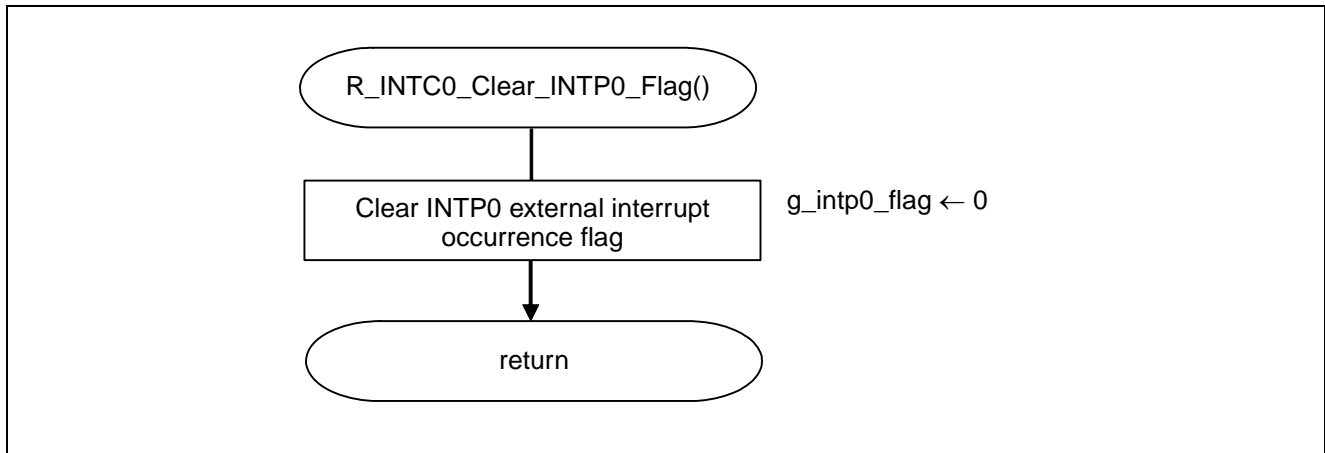 R_INTC0_Clear_INTP0_Flag()
Clear INTP0 external interrupt
occurrence flag
g_intp0_flag ← 0
return